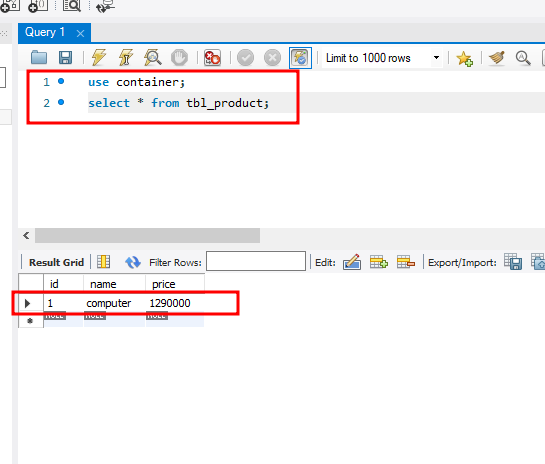 Query 1
Limit to 1000 rows
1 use container;
2 select * from tbl_product;
Result Grid Filter Rows: Edit: Export/Import:
id name price
1 computer 1290000
NULL NULL NULL